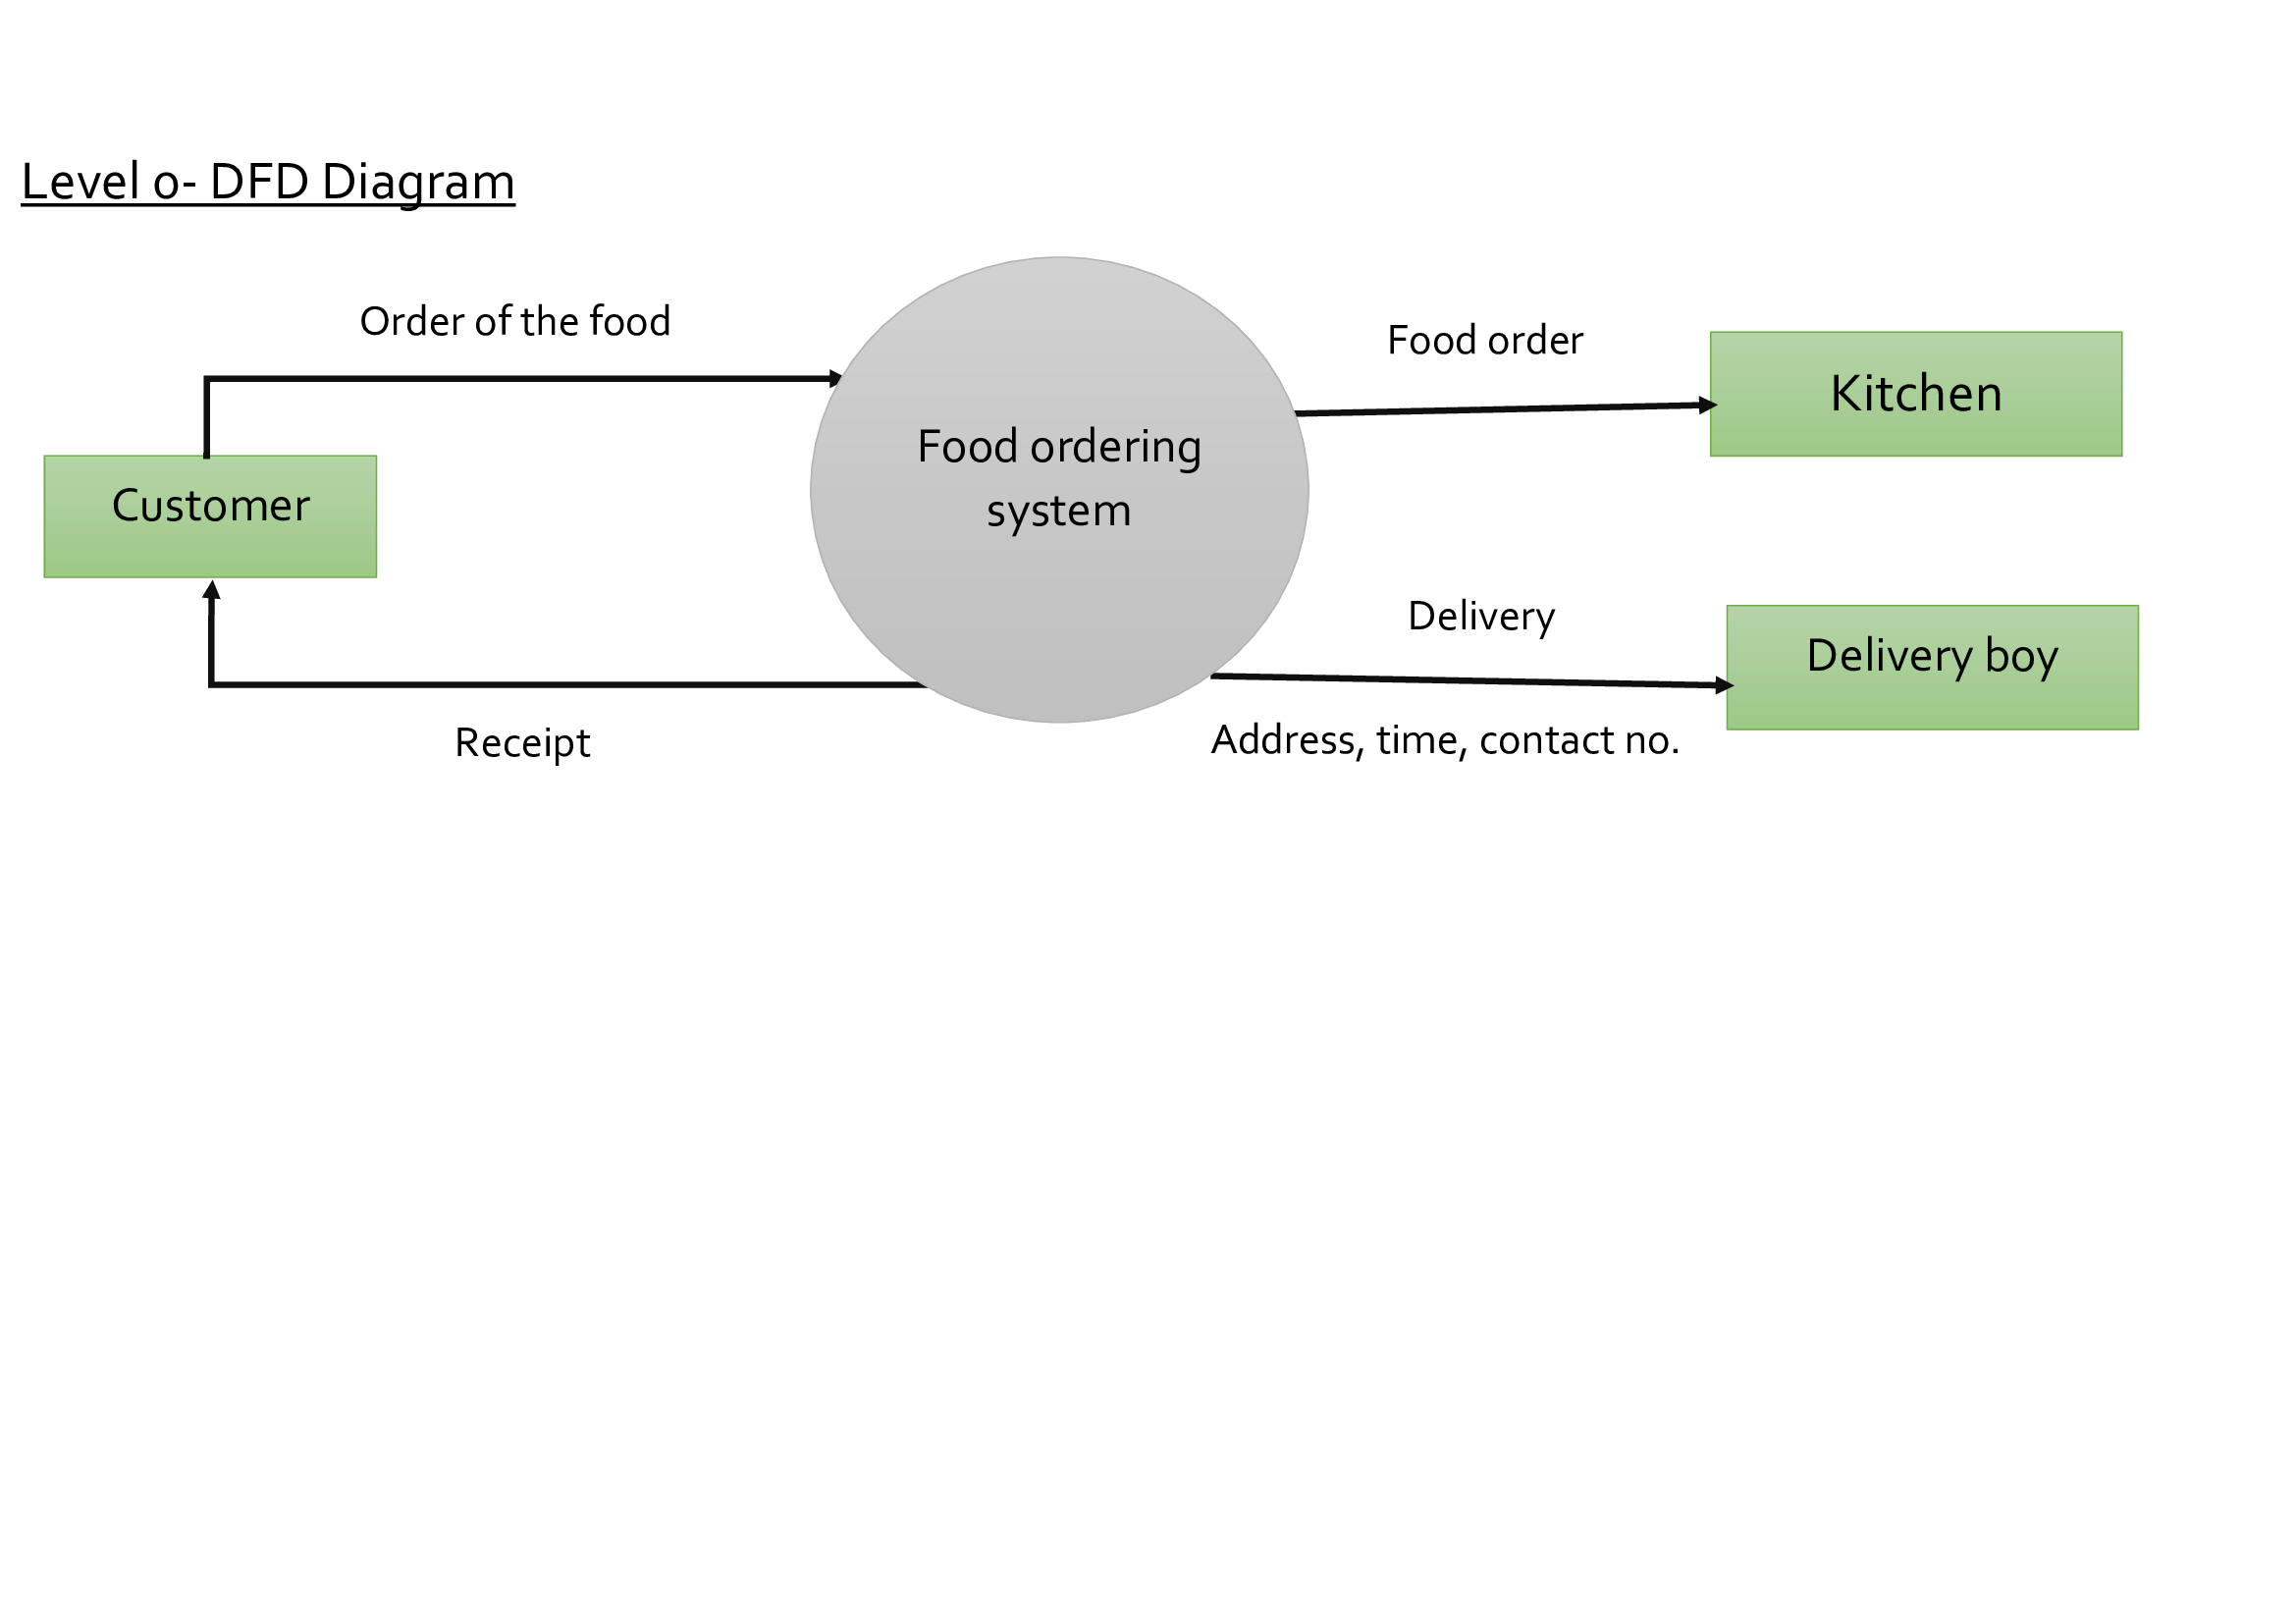 Level 0- DFD Diagram
Order of the food
Food order
Kitchen
Food ordering
system
Customer
Delivery
Delivery boy
Receipt
Address, time, contact no.